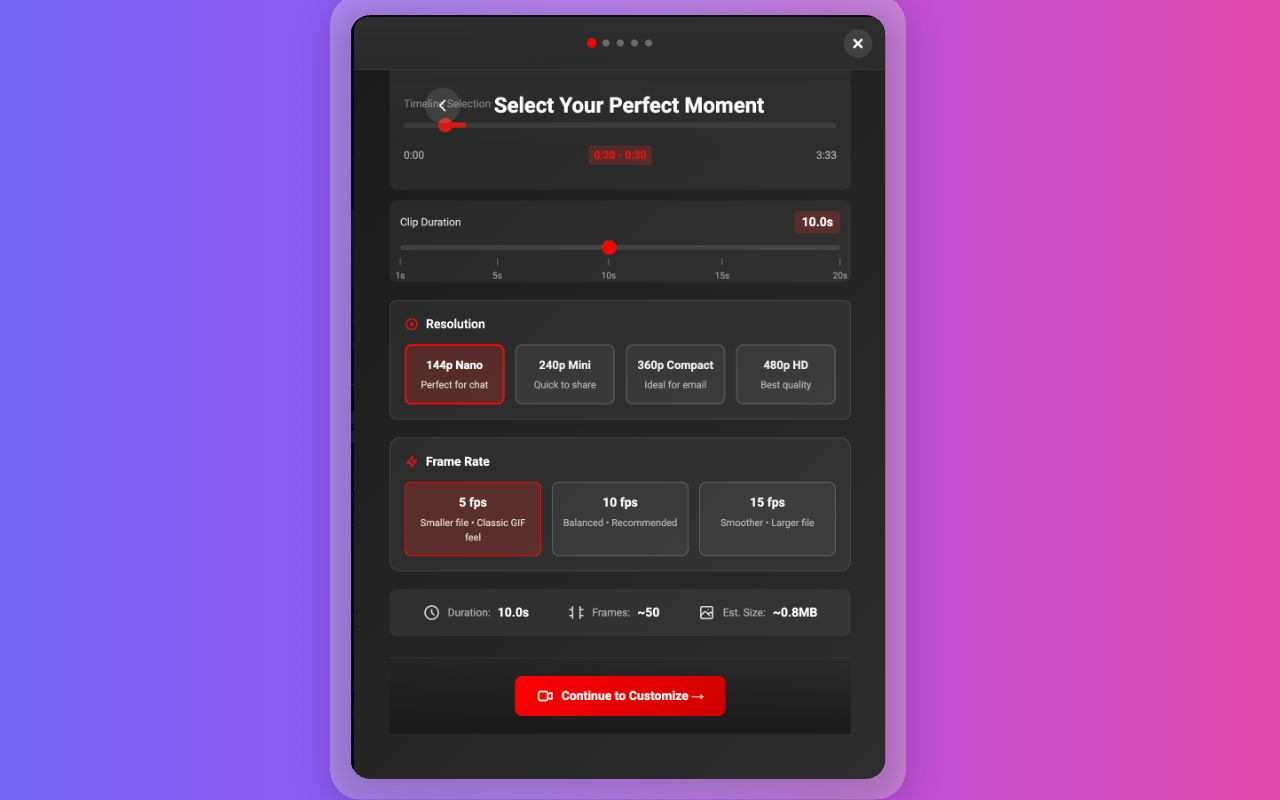 Timeline Selection
Select Your Perfect Moment
0:00
0:20 - 0:30
3:33
Clip Duration
10.0s
1s
5s
10s
15s
20s
Resolution
144p Nano
Perfect for chat
240p Mini
Quick to share
360p Compact
Ideal for email
480p HD
Best quality
Frame Rate
5 fps
Smaller file • Classic GIF
feel
10 fps
Balanced • Recommended
15 fps
Smoother • Larger file
Duration: 10.0s
Frames: ~50
Est. Size: ~0.8MB
Continue to Customize →